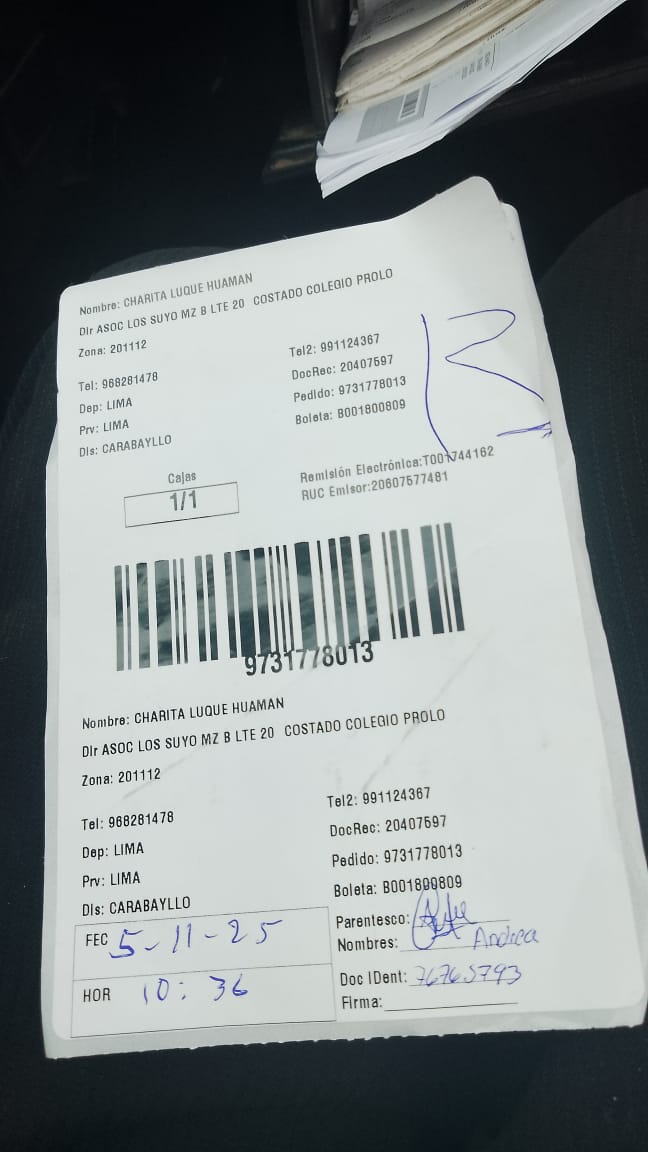 Nombre: CHARITA LUQUE HUAMAN
Dir ASOC LOS SUYO MZ B LTE 20 COSTADO COLEGIO PROLO
Zona: 201112
Tel: 968281478
Tel2: 991124367
Dep: LIMA
DocRec: 20407597
Prv: LIMA
Pedido: 9731778013
Dis: CARABAYLLO
Boleta: B001800809
Cajas
1/1
Remisión Electrónica:T001744162
RUC Emisor:20607577481
9731778013
Nombre: CHARITA LUQUE HUAMAN
Dir ASOC LOS SUYO MZ B LTE 20 COSTADO COLEGIO PROLO
Zona: 201112
Tel: 968281478
Tel2: 991124367
Dep: LIMA
DocRec: 20407597
Prv: LIMA
Pedido: 9731778013
Dis: CARABAYLLO
Boleta: B001800809
FEC 5-11-25
Parentesco:
Nombres: Andrea
HOR 10:36
Doc IDent: 76765793
Firma: